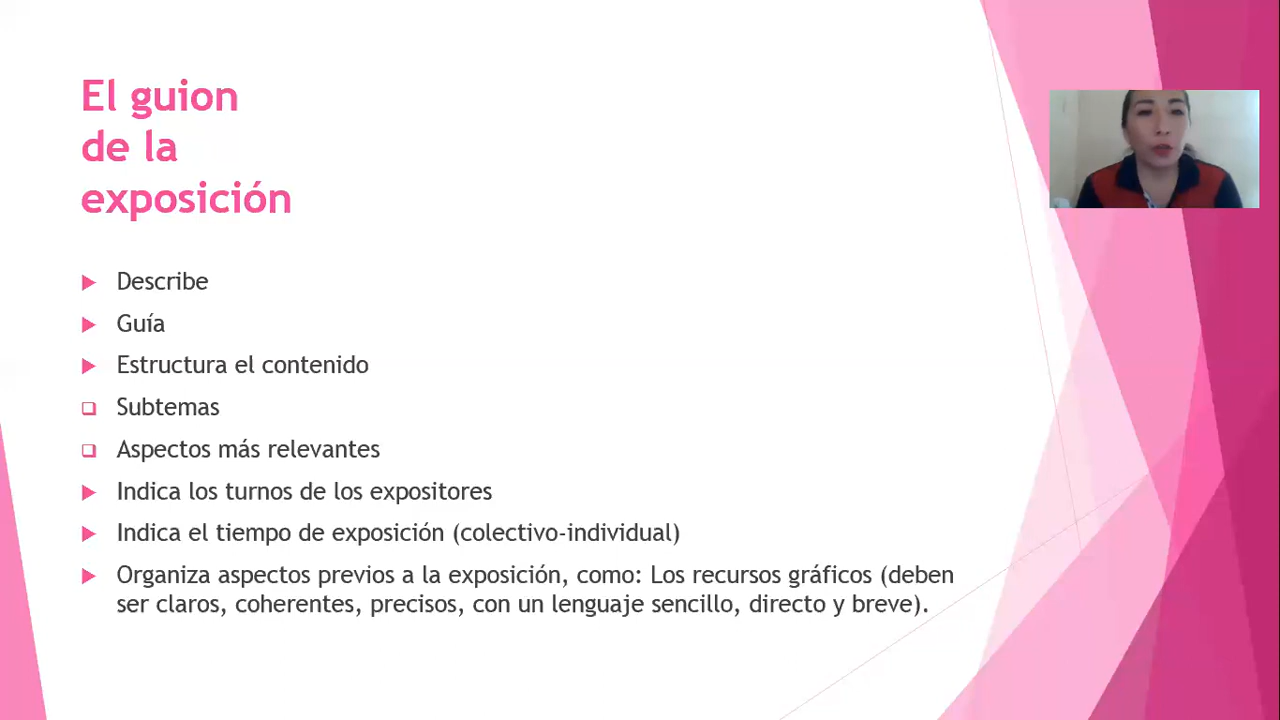 El guion
de la
exposición
Describe
Guía
Estructura el contenido
Subtemas
Aspectos más relevantes
Indica los turnos de los expositores
Indica el tiempo de exposición (colectivo-individual)
Organiza aspectos previos a la exposición, como: Los recursos gráficos (deben
ser claros, coherentes, precisos, con un lenguaje sencillo, directo y breve).